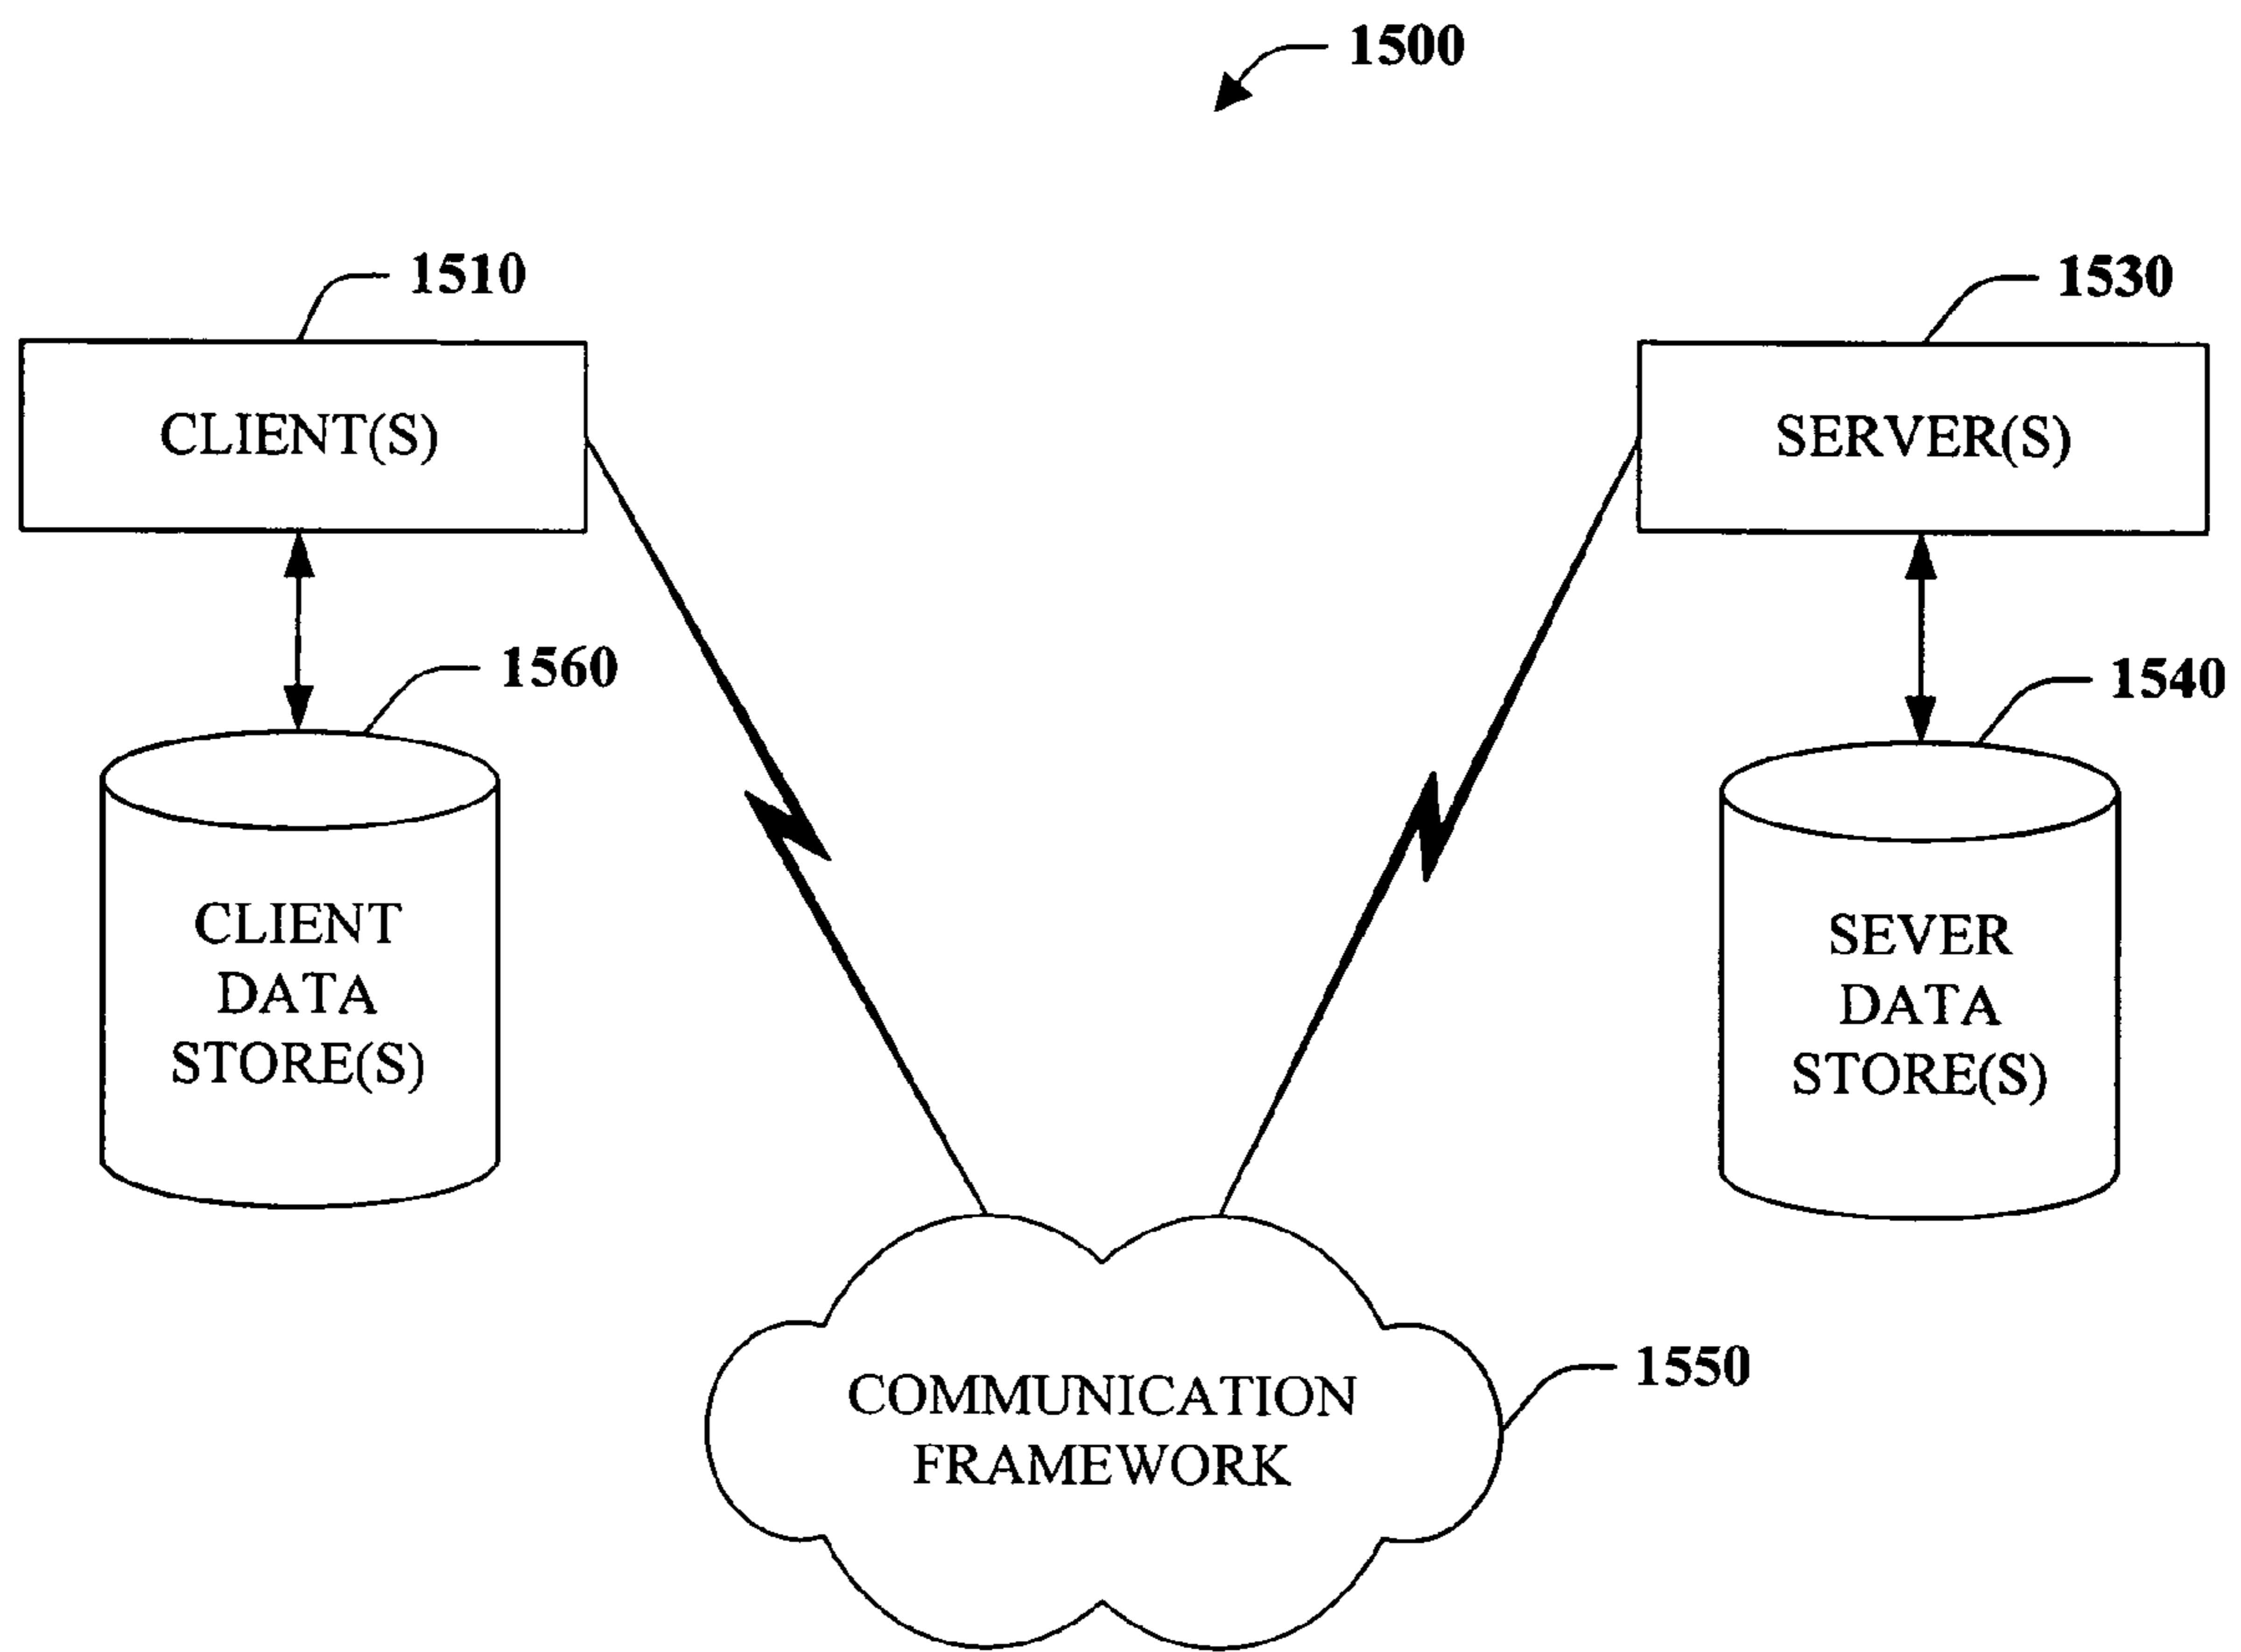 1500
1510
1530
CLIENT(S)
SERVER(S)
1560
1540
CLIENT
DATA
STORE(S)
SEVER
DATA
STORE(S)
1550
COMMUNICATION
FRAMEWORK